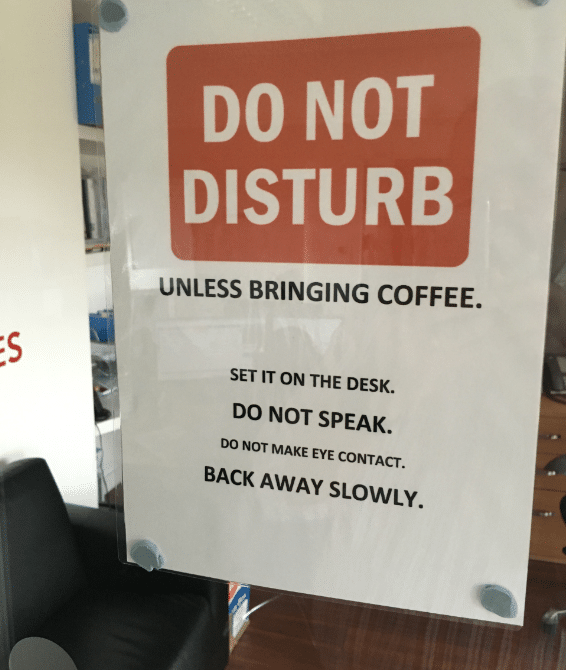 DO NOT
DISTURB
UNLESS BRINGING COFFEE.
SET IT ON THE DESK.
DO NOT SPEAK.
DO NOT MAKE EYE CONTACT.
BACK AWAY SLOWLY.
ES